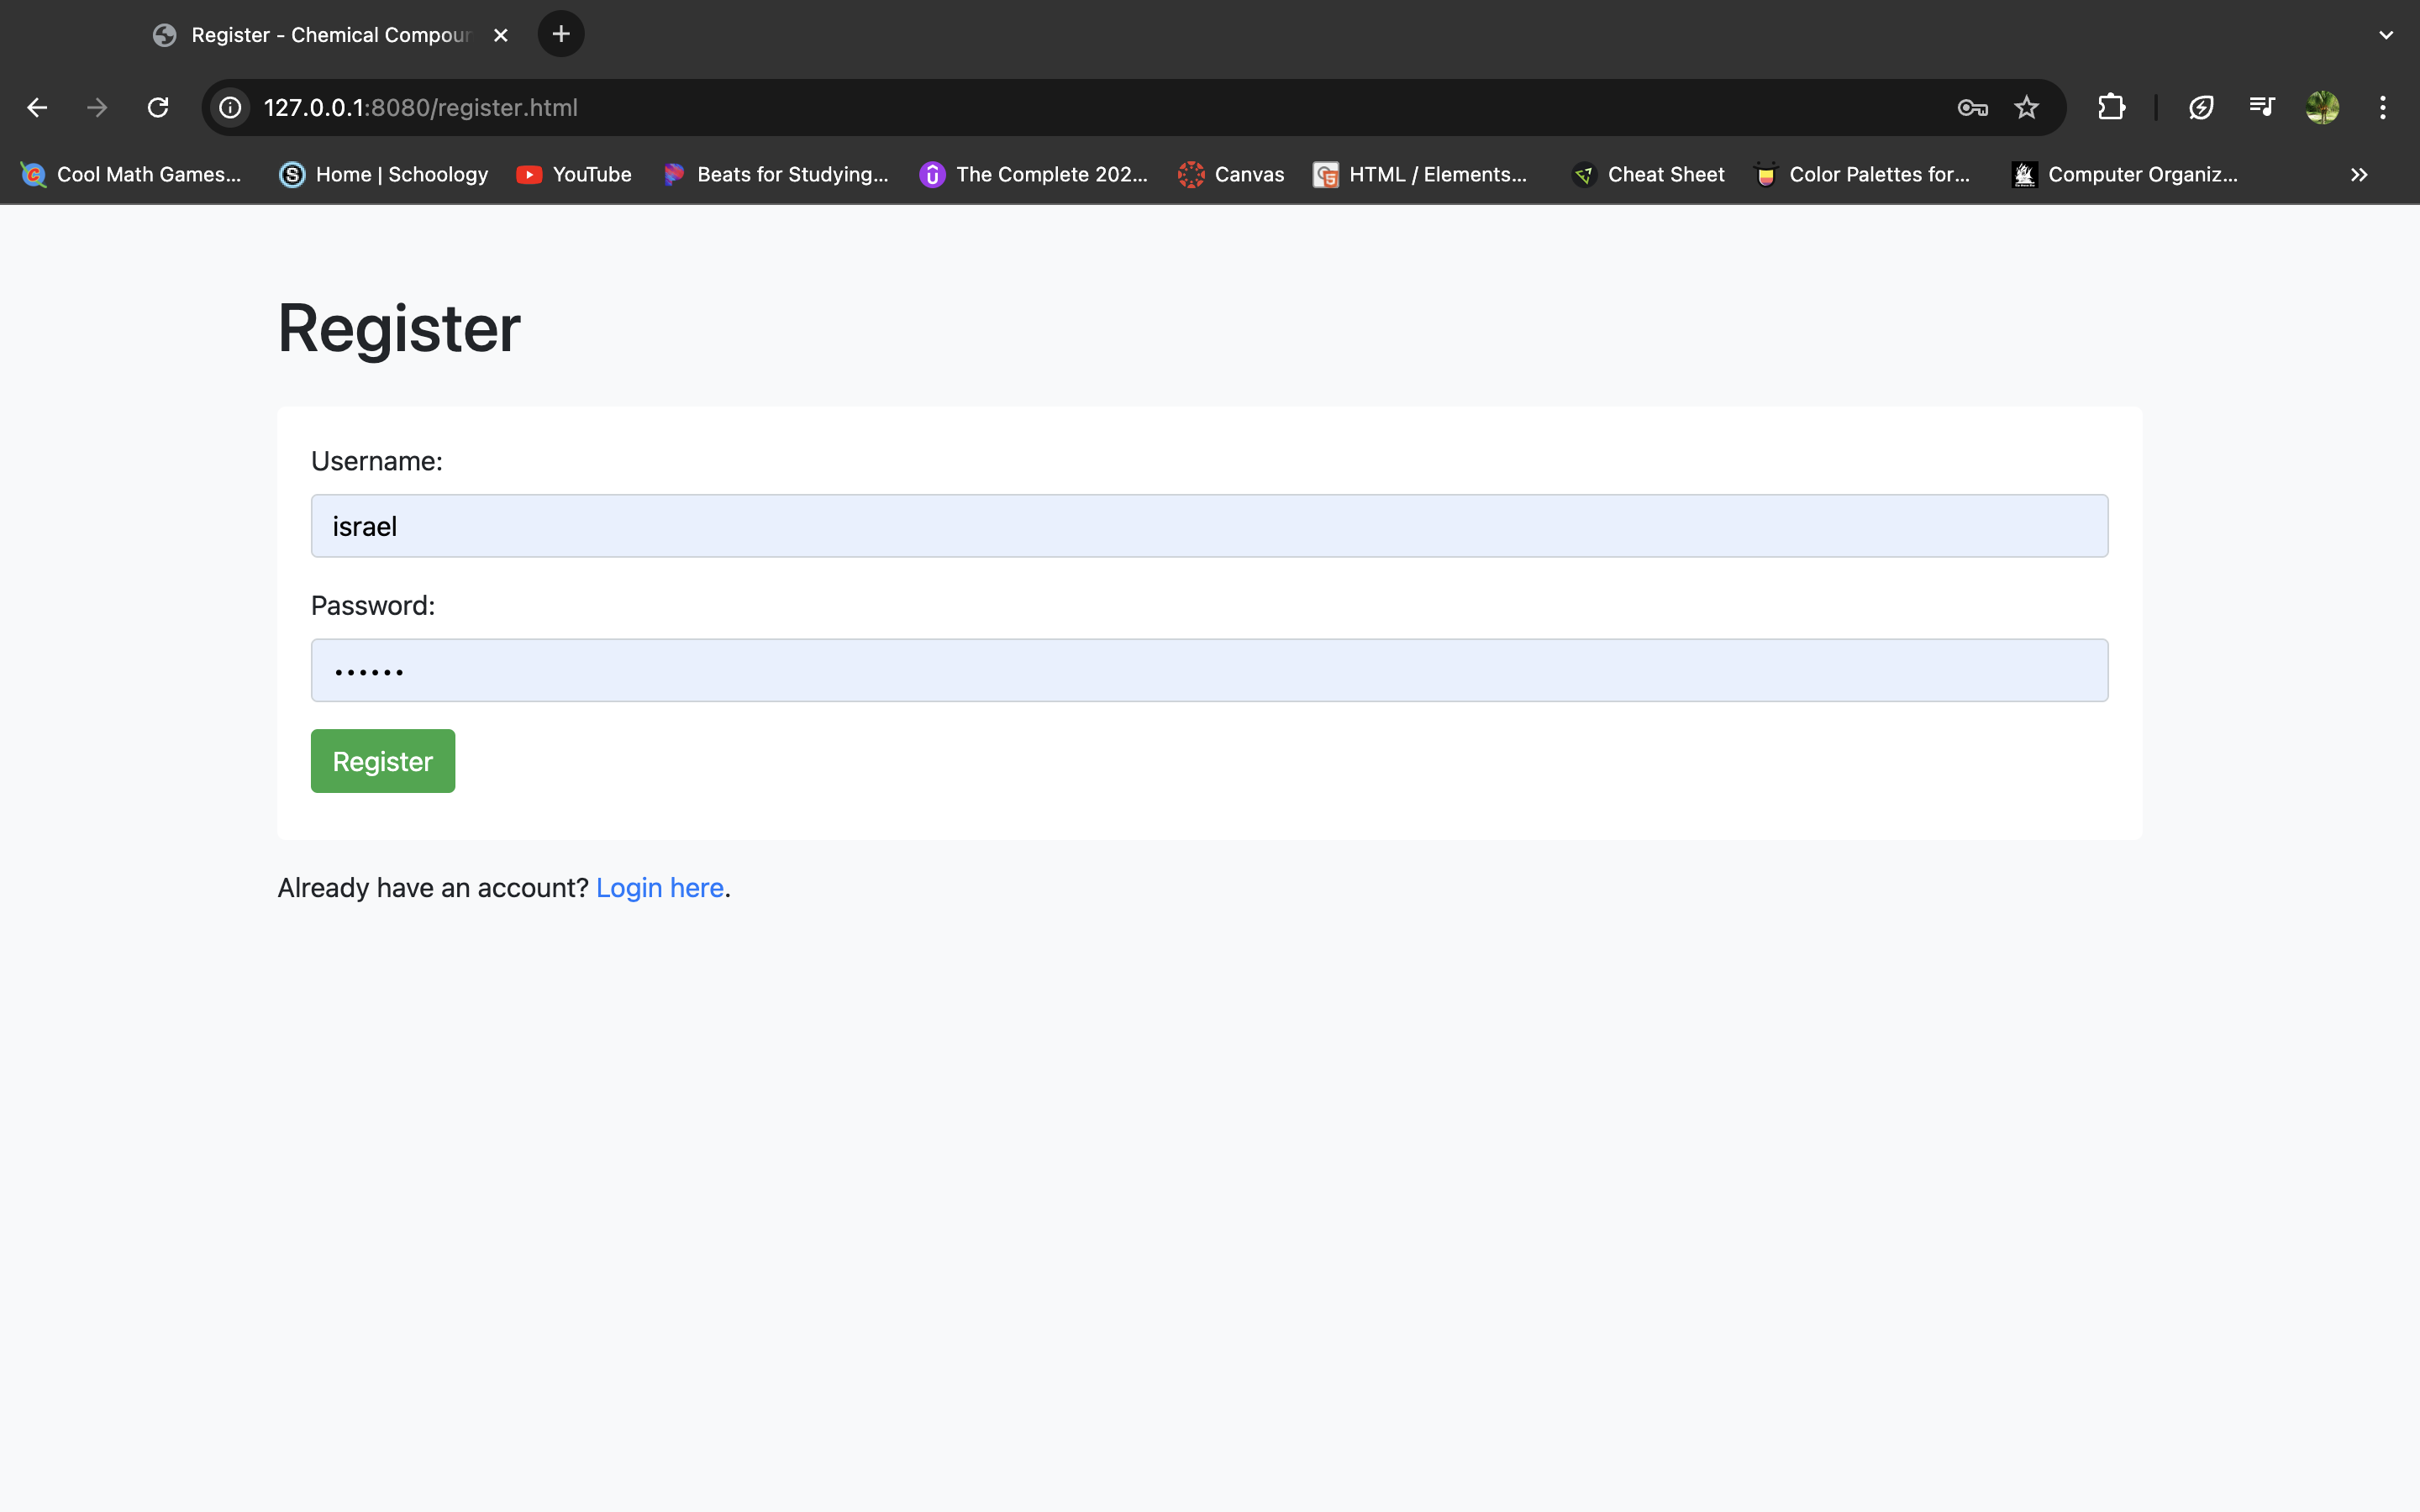 Register - Chemical Compour
127.0.0.1:8080/register.html
Cool Math Games... Home | Schoology YouTube Beats for Studying... The Complete 202... Canvas HTML / Elements... Cheat Sheet Color Palettes for... Computer Organiz...
Register
Username:
israel
Password:
••••••
Register
Already have an account? Login here.